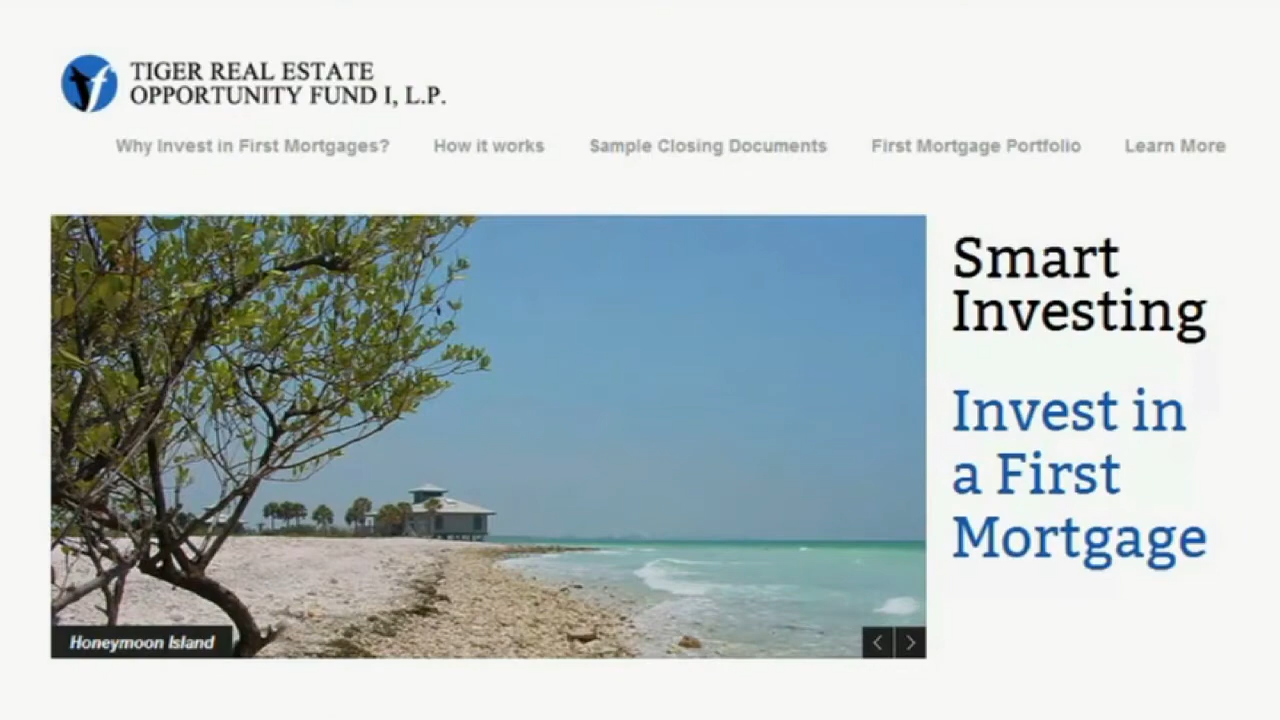 TIGER REAL ESTATE
OPPORTUNITY FUND I, L.P.
Why Invest in First Mortgages? How it works Sample Closing Documents First Mortgage Portfolio Learn More
Smart
Investing
Invest in
a First
Mortgage
Honeymoon Island